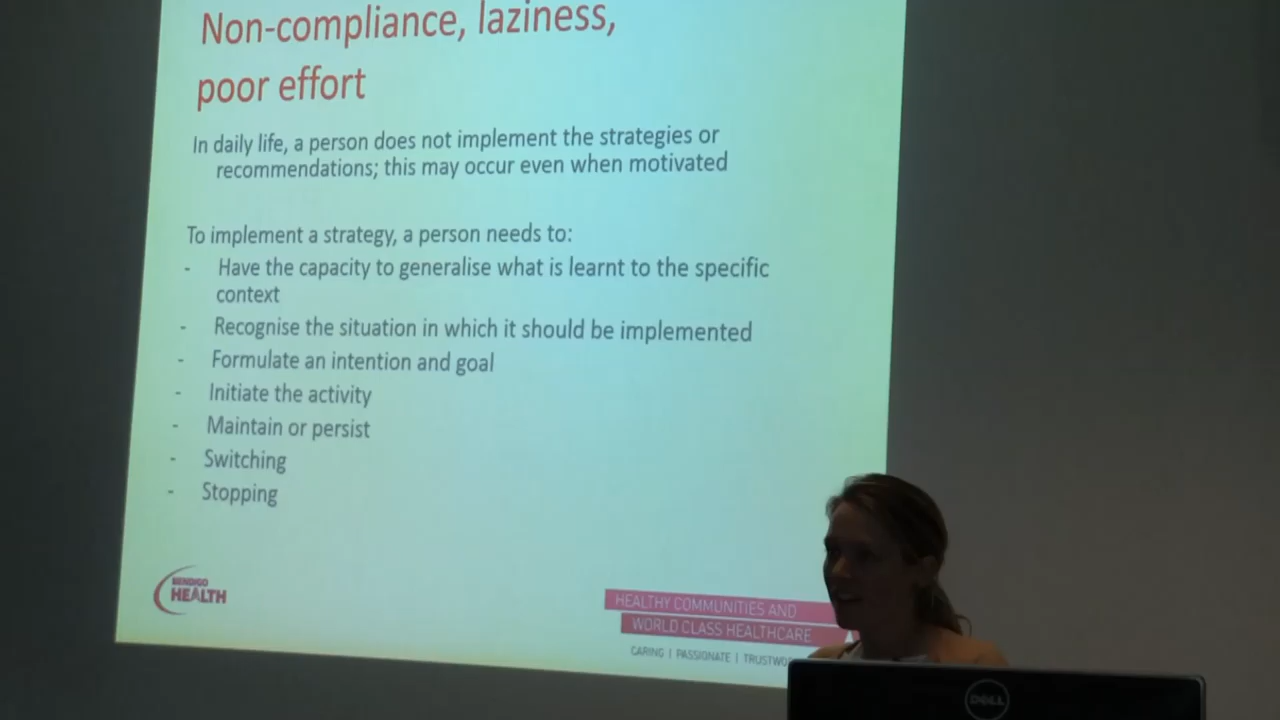 Non-compliance, laziness,
poor effort
In daily life, a person does not implement the strategies or
recommendations; this may occur even when motivated
To implement a strategy, a person needs to:
- Have the capacity to generalise what is learnt to the specific
context
- Recognise the situation in which it should be implemented
- Formulate an intention and goal
- Initiate the activity
- Maintain or persist
- Switching
- Stopping
BENDIGO
HEALTH
HEALTHY COMMUNITIES AND
WORLD CLASS HEALTHCARE
CARING | PASSIONATE | TRUSTWO
DELL